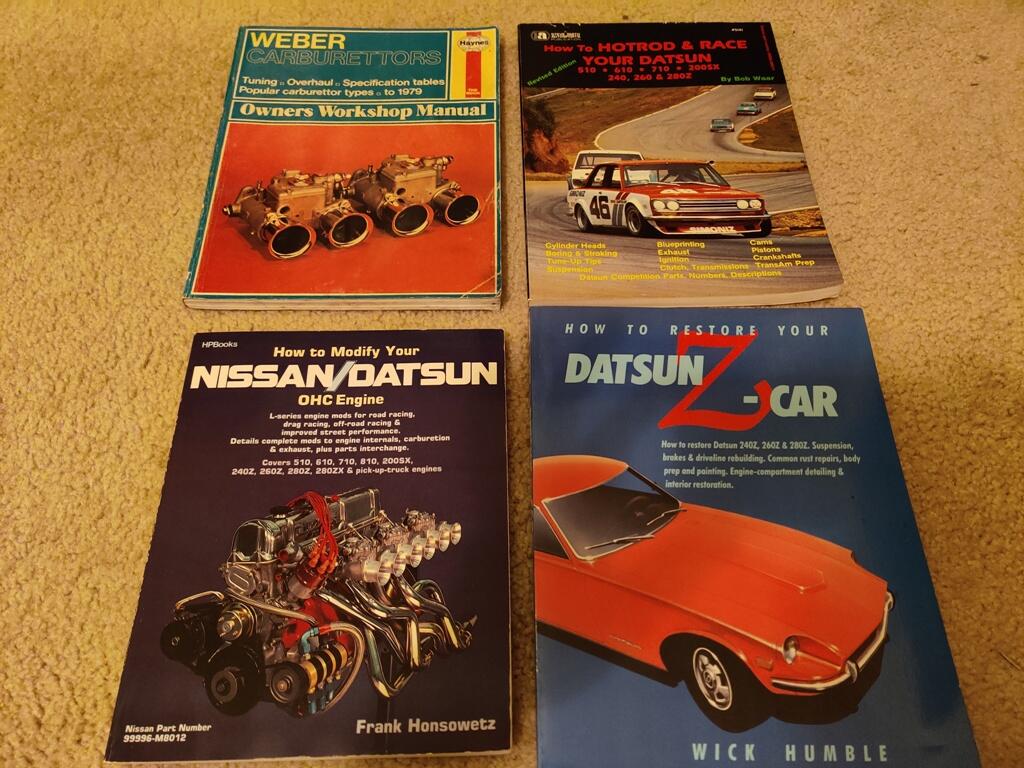 WEBER
CARBURETTORS
Haynes
Tuning □ Overhaul □ Specification tables
Popular carburettor types □ to 1979
Owners Workshop Manual
How To HOTROD & RACE
YOUR DATSUN
510 • 610 • 710 • 200SX
240, 260 & 280Z
Revised Edition
By Bob Waar
46
46
SIMONIZ
Cylinder Heads
Boring & Stroking
Tune-Up Tips
Suspension
Blueprinting
Exhaust
Ignition
Clutch, Transmissions
Cams
Pistons
Crankshafts
TransAm Prep
Datsun Competition Parts, Numbers, Descriptions
HPBooks
How to Modify Your
NISSAN/DATSUN
OHC Engine
L-series engine mods for road racing,
drag racing, off-road racing &
improved street performance.
Details complete mods to engine internals, carburetion
& exhaust, plus parts interchange.
Covers 510, 610, 710, 810, 200SX,
240Z, 260Z, 280Z, 280ZX & pick-up-truck engines
Nissan Part Number
99996-M8012
Frank Honsowetz
HOW TO RESTORE YOUR
DATSUN Z-CAR
How to restore Datsun 240Z, 260Z & 280Z. Suspension,
brakes & driveline rebuilding. Common rust repairs, body
prep and painting. Engine-compartment detailing &
interior restoration.
WICK HUMBLE